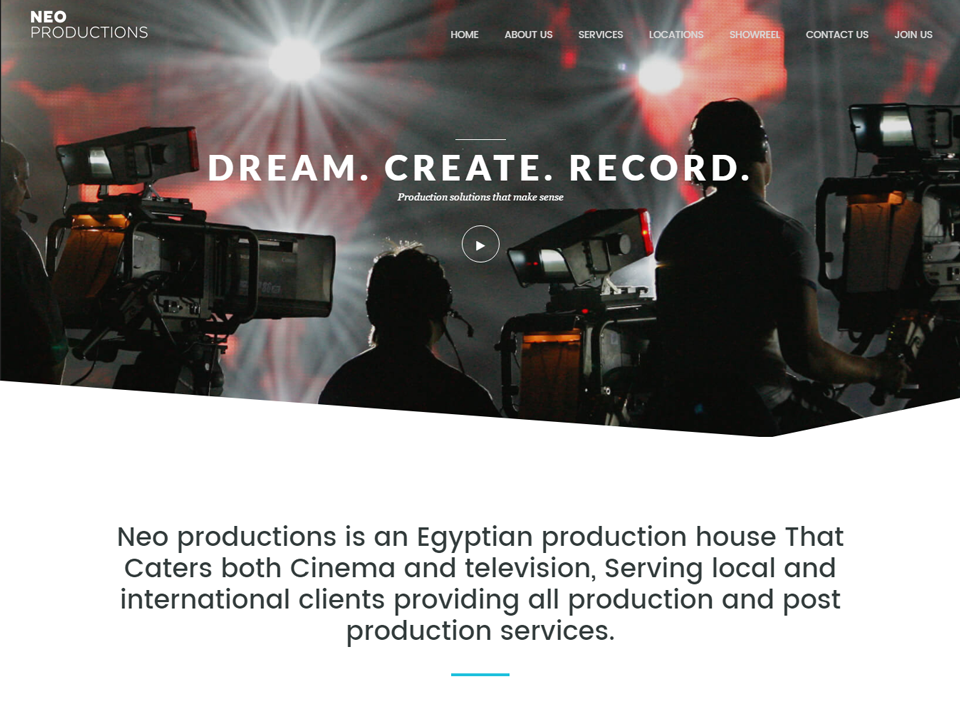 NEO
PRODUCTIONS
HOME ABOUT US SERVICES LOCATIONS SHOWREEL CONTACT US JOIN US
DREAM. CREATE. RECORD.
Production solutions that make sense
Neo productions is an Egyptian production house That
Caters both Cinema and television, Serving local and
international clients providing all production and post
production services.